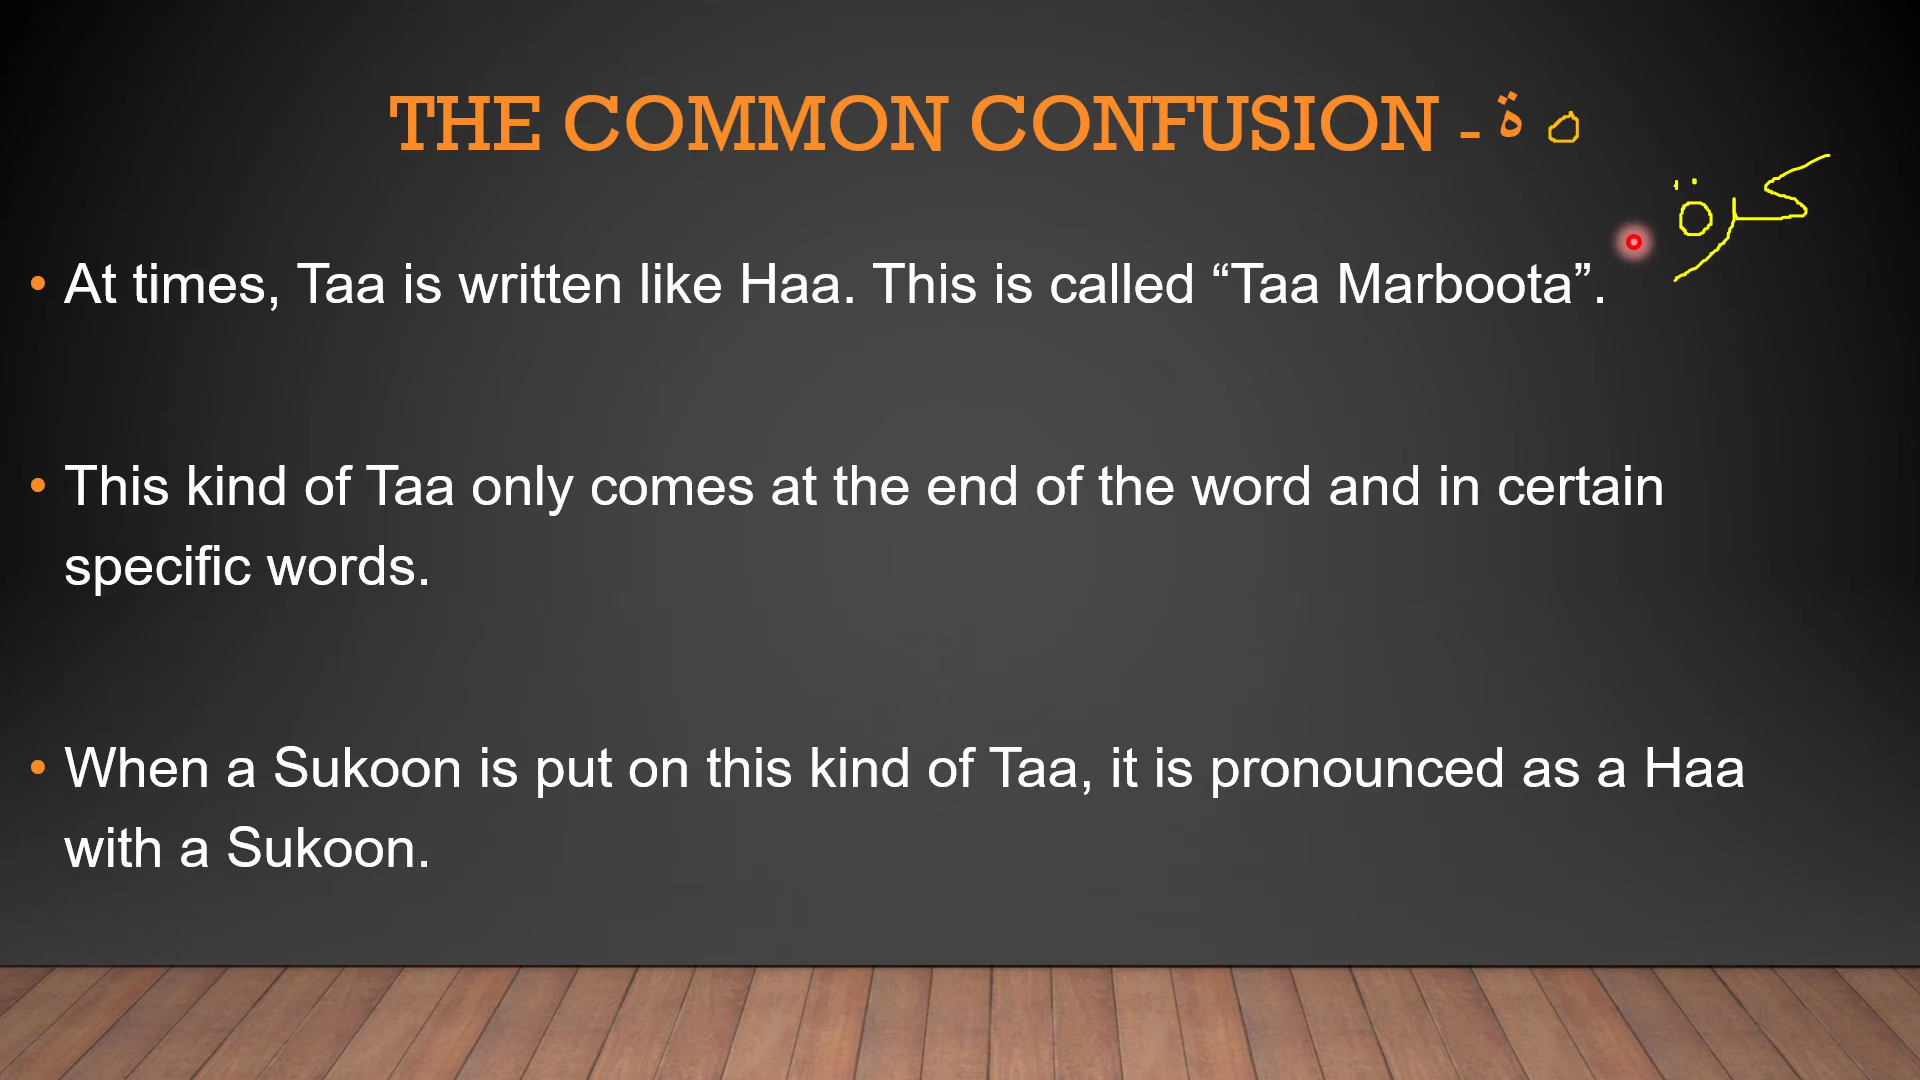 THE COMMON CONFUSION - ة ه
كرة
• At times, Taa is written like Haa. This is called “Taa Marboota”.
• This kind of Taa only comes at the end of the word and in certain
specific words.
• When a Sukoon is put on this kind of Taa, it is pronounced as a Haa
with a Sukoon.